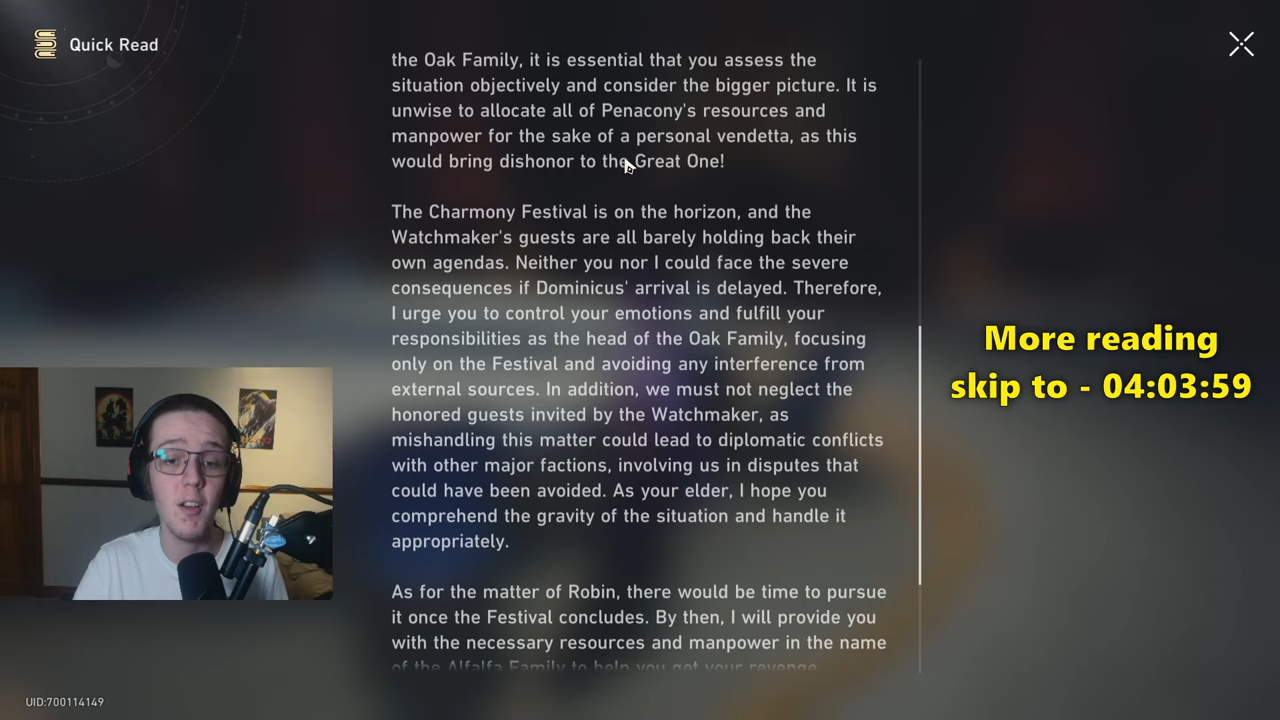 Quick Read
the Oak Family, it is essential that you assess the
situation objectively and consider the bigger picture. It is
unwise to allocate all of Penacony's resources and
manpower for the sake of a personal vendetta, as this
would bring dishonor to the Great One!
The Charmony Festival is on the horizon, and the
Watchmaker's guests are all barely holding back their
own agendas. Neither you nor I could face the severe
consequences if Dominicus' arrival is delayed. Therefore,
I urge you to control your emotions and fulfill your
responsibilities as the head of the Oak Family, focusing
only on the Festival and avoiding any interference from
external sources. In addition, we must not neglect the
honored guests invited by the Watchmaker, as
mishandling this matter could lead to diplomatic conflicts
with other major factions, involving us in disputes that
could have been avoided. As your elder, I hope you
comprehend the gravity of the situation and handle it
appropriately.
As for the matter of Robin, there would be time to pursue
it once the Festival concludes. By then, I will provide you
with the necessary resources and manpower in the name
of the Alfalfa Family to help you get your revenge.
More reading
skip to - 04:03:59
UID:700114149